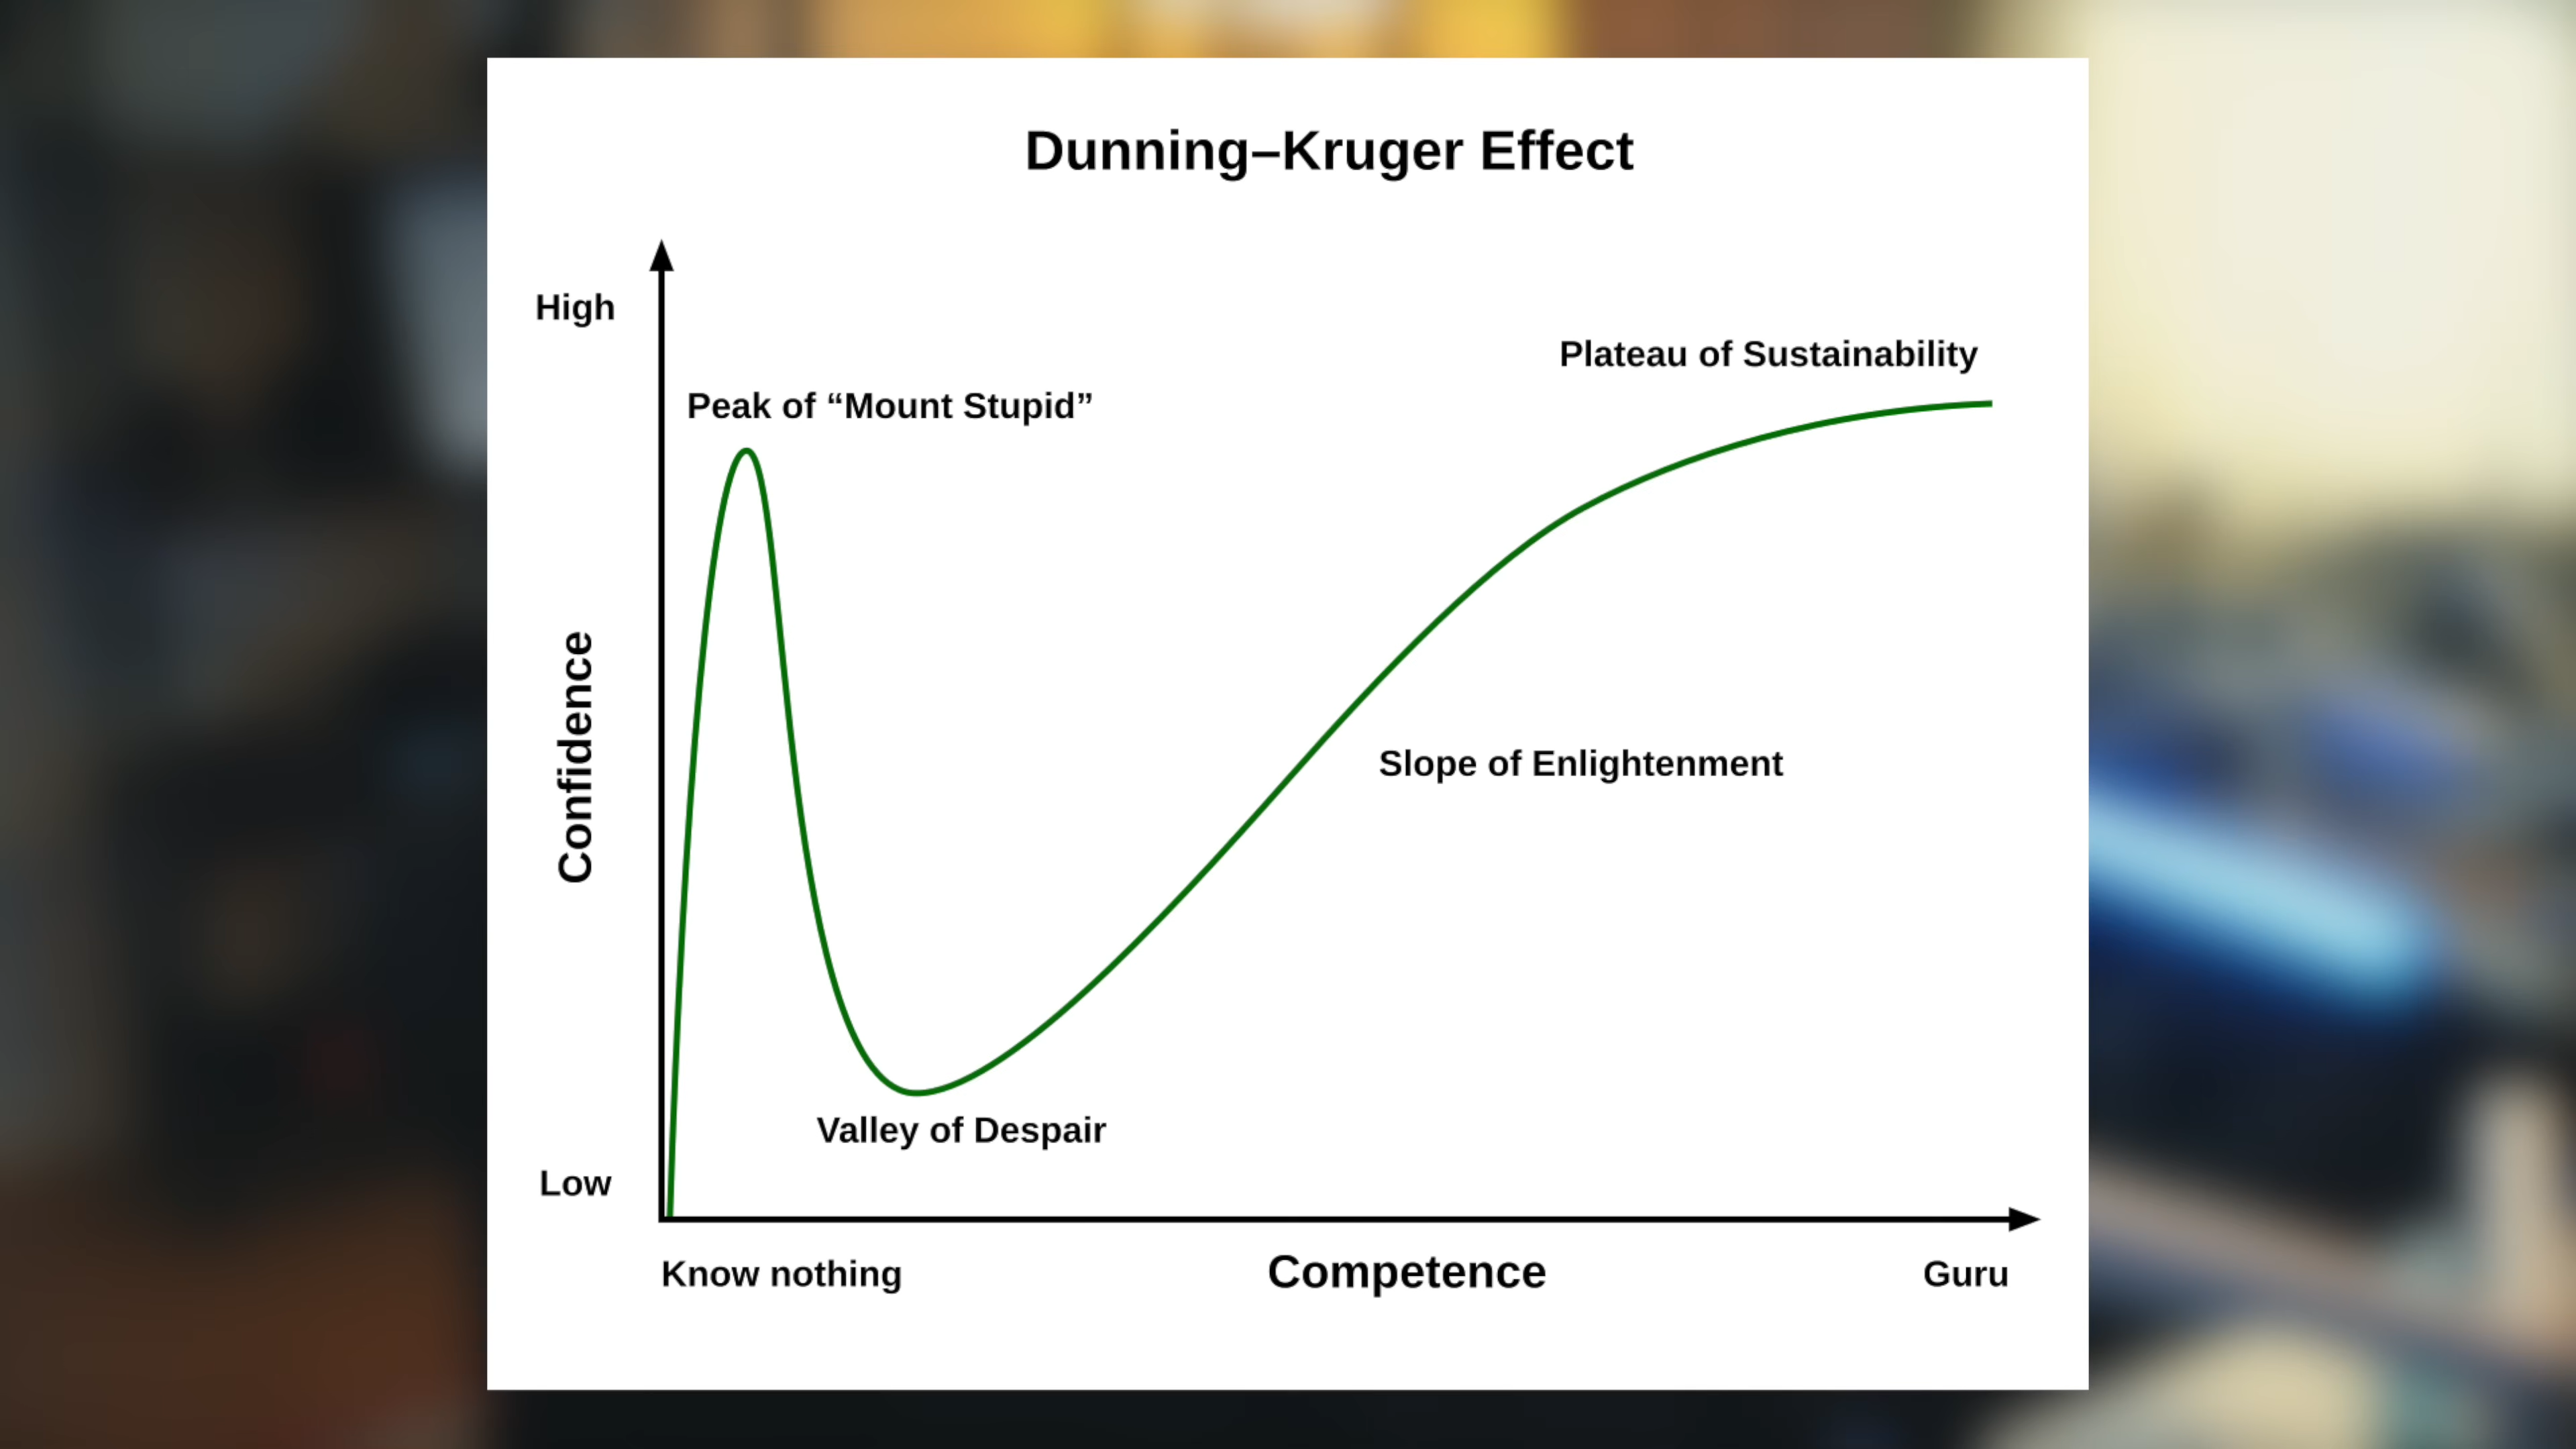 Dunning–Kruger Effect
High
Plateau of Sustainability
Peak of “Mount Stupid”
Confidence
Slope of Enlightenment
Valley of Despair
Low
Know nothing
Competence
Guru